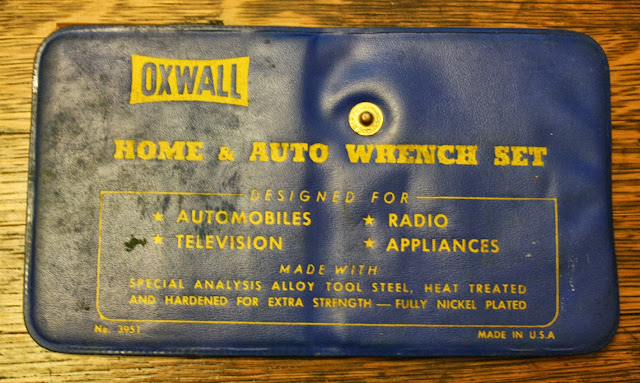 OXWALL
HOME & AUTO WRENCH SET
DESIGNED FOR
★ AUTOMOBILES ★ RADIO
★ TELEVISION ★ APPLIANCES
MADE WITH
SPECIAL ANALYSIS ALLOY TOOL STEEL, HEAT TREATED
AND HARDENED FOR EXTRA STRENGTH — FULLY NICKEL PLATED
No. 3951 MADE IN U.S.A